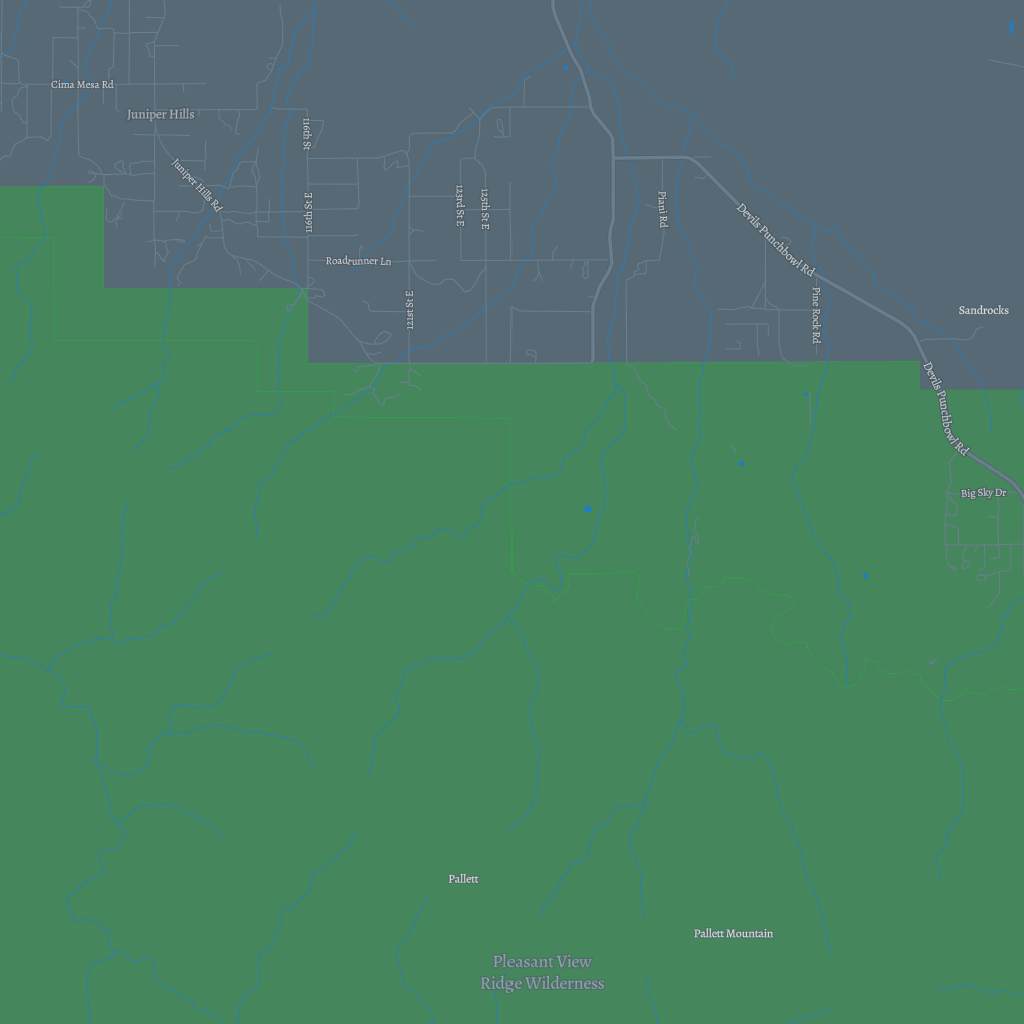 Cima Mesa Rd
Juniper Hills
116th St
Juniper Hills Rd
116th St E
123rd St E
125th St E
Piani Rd
Devils Punchbowl Rd
Roadrunner Ln
121st St E
Pine Rock Rd
Sandrocks
Devils Punchbowl Rd
Big Sky Dr
Pallett
Pallett Mountain
Pleasant View
Ridge Wilderness